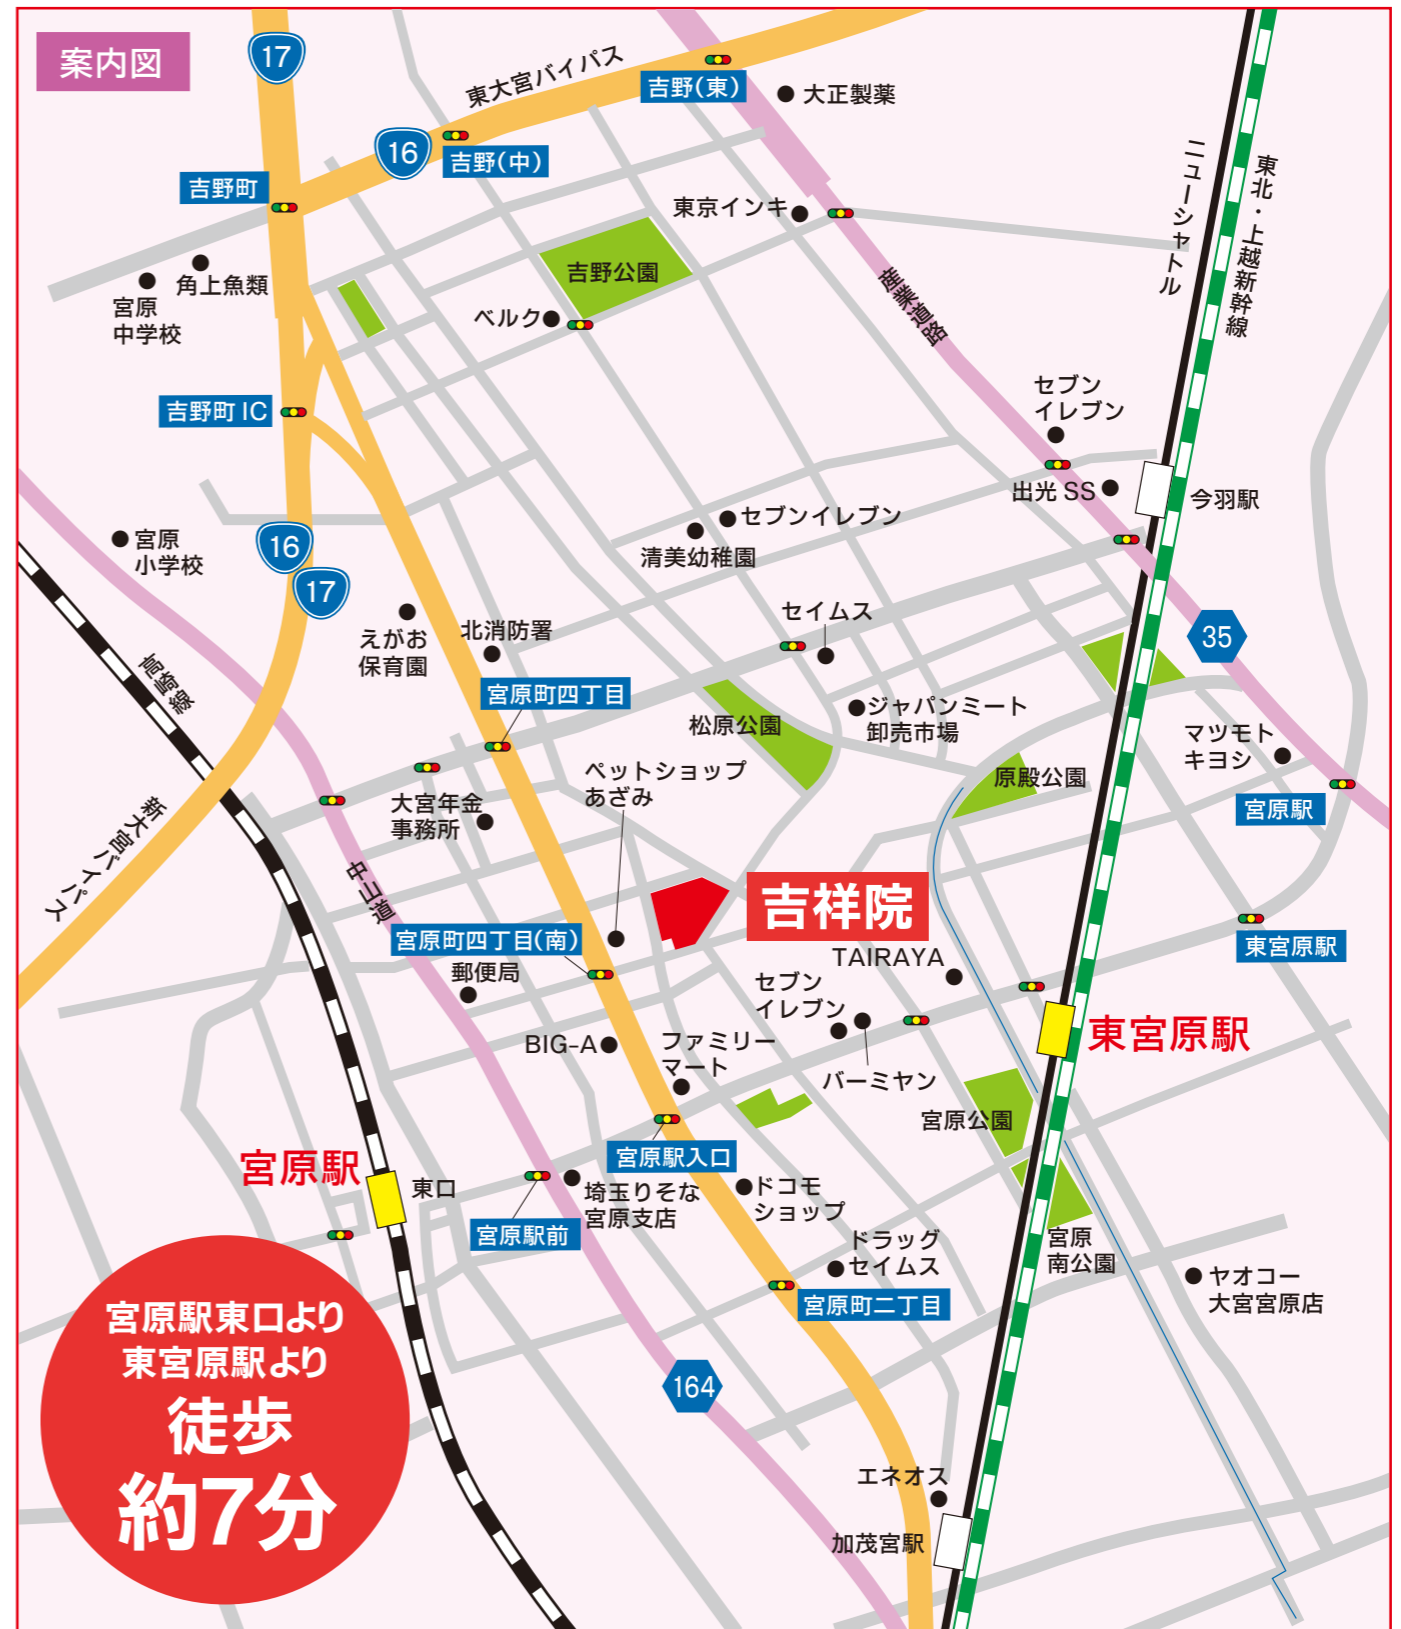 案内図
17
東大宮バイパス
吉野(東)
大正製薬
16
吉野(中)
吉野町
東京インキ
ニューシャトル
東北・上越新幹線
角上魚類
宮原
中学校
吉野公園
ベルク
産業道路
吉野町 IC
セブン
イレブン
出光 SS
今羽駅
宮原
小学校
16
17
セブンイレブン
清美幼稚園
えがお
保育園
北消防署
セイムス
35
高崎線
宮原町四丁目
松原公園
ジャパンミート
卸売市場
マツモト
キヨシ
原殿公園
宮原駅
ペットショップ
あざみ
大宮年金
事務所
新大宮バイパス
中山道
吉祥院
宮原町四丁目(南)
郵便局
TAIRAYA
東宮原駅
セブン
イレブン
BIG-A
ファミリー
マート
東宮原駅
バーミヤン
宮原公園
宮原駅
東口
宮原駅入口
埼玉りそな
宮原支店
宮原駅前
ドコモ
ショップ
ドラッグ
セイムス
宮原
南公園
ヤオコー
大宮宮原店
宮原町二丁目
宮原駅東口より
東宮原駅より
徒歩
約7分
164
エネオス
加茂宮駅